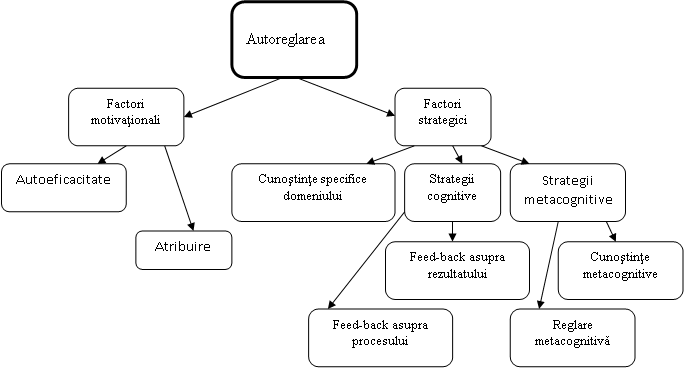 Autoreglarea
Factori
motivaţionali
Factori
strategici
Autoeficacitate
Cunoştinţe specifice
domeniului
Strategii
cognitive
Strategii
metacognitive
Atribuire
Feed-back asupra
rezultatului
Cunoştinţe
metacognitive
Feed-back asupra
procesului
Reglare
metacognitivă